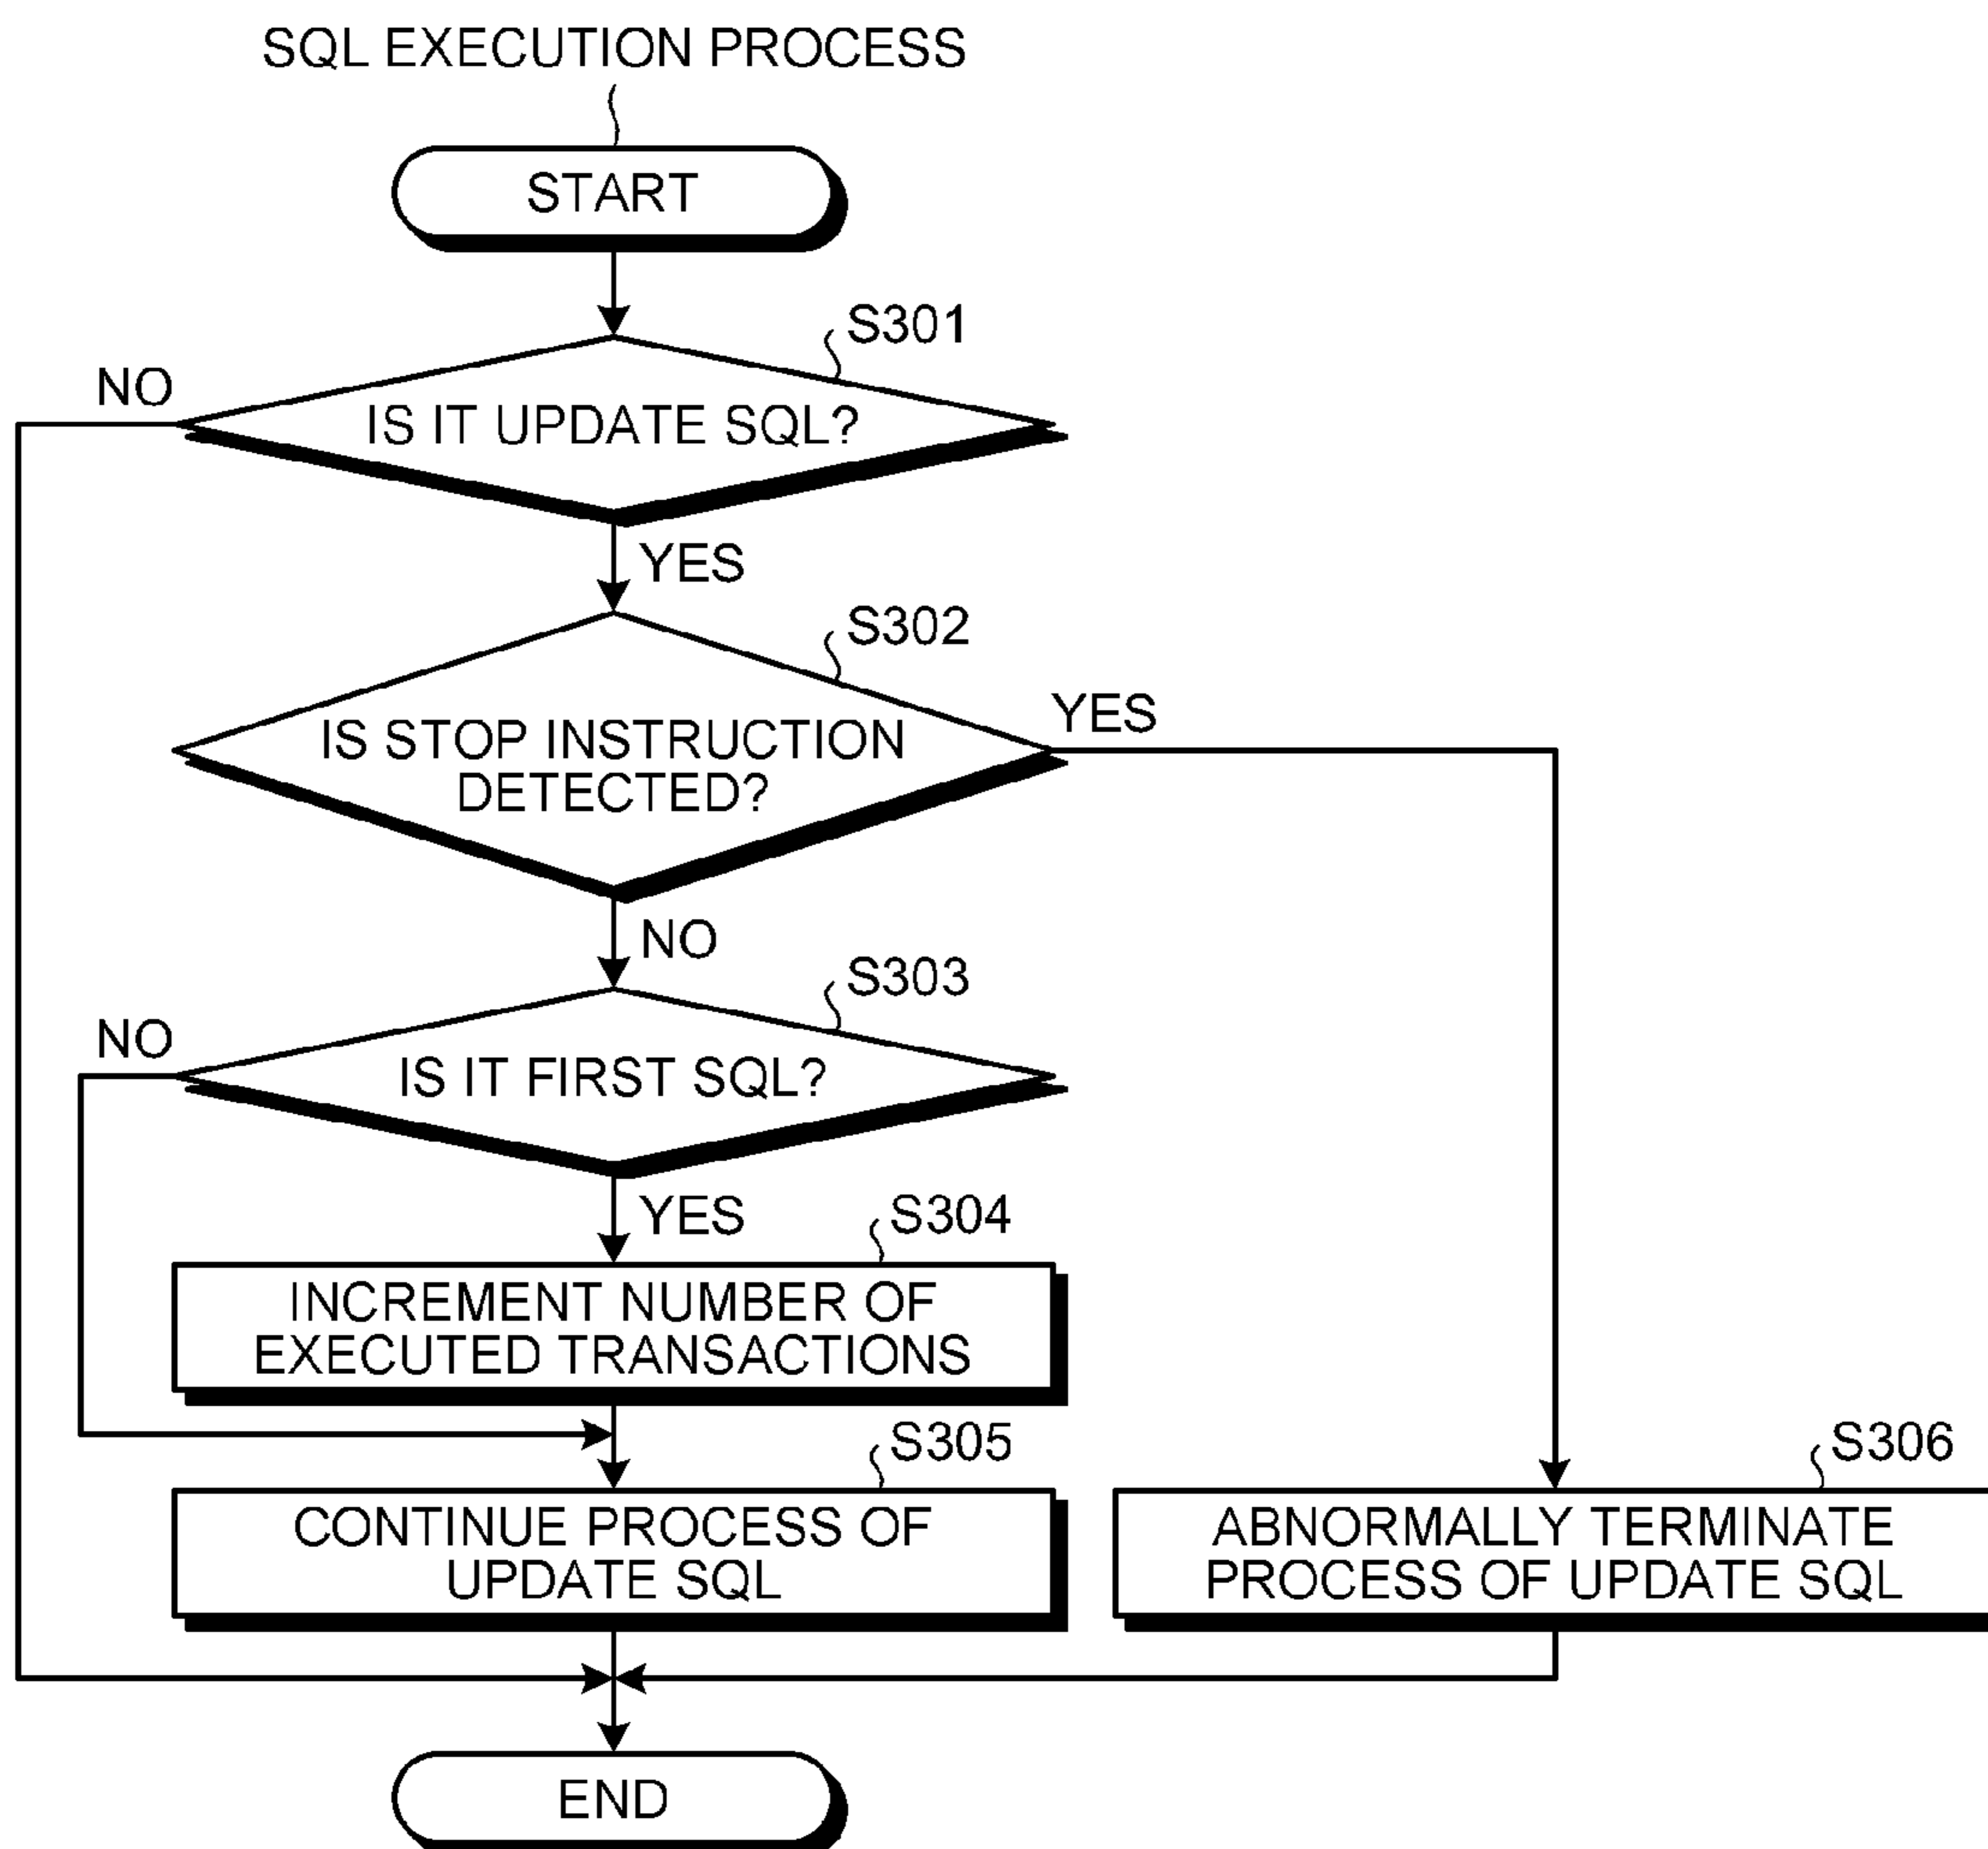 SQL EXECUTION PROCESS
START
S301
NO
IS IT UPDATE SQL?
YES
S302
YES
IS STOP INSTRUCTION
DETECTED?
NO
S303
NO
IS IT FIRST SQL?
YES
S304
INCREMENT NUMBER OF
EXECUTED TRANSACTIONS
S305
CONTINUE PROCESS OF
UPDATE SQL
S306
ABNORMALLY TERMINATE
PROCESS OF UPDATE SQL
END